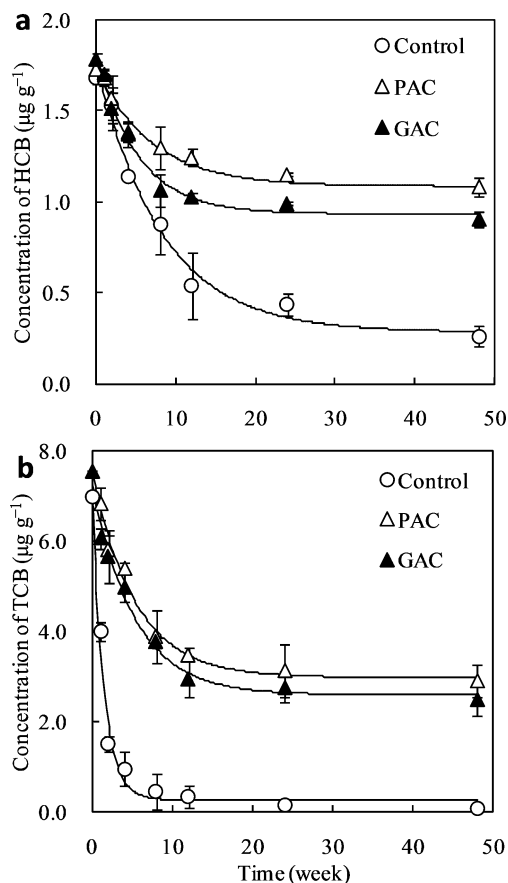 a
2.0
1.5
1.0
0.5
0.0
Concentration of HCB (µg g⁻¹)
Control
PAC
GAC
0 10 20 30 40 50
b
8.0
6.0
4.0
2.0
0.0
Concentration of TCB (µg g⁻¹)
Control
PAC
GAC
0 10 20 30 40 50
Time (week)